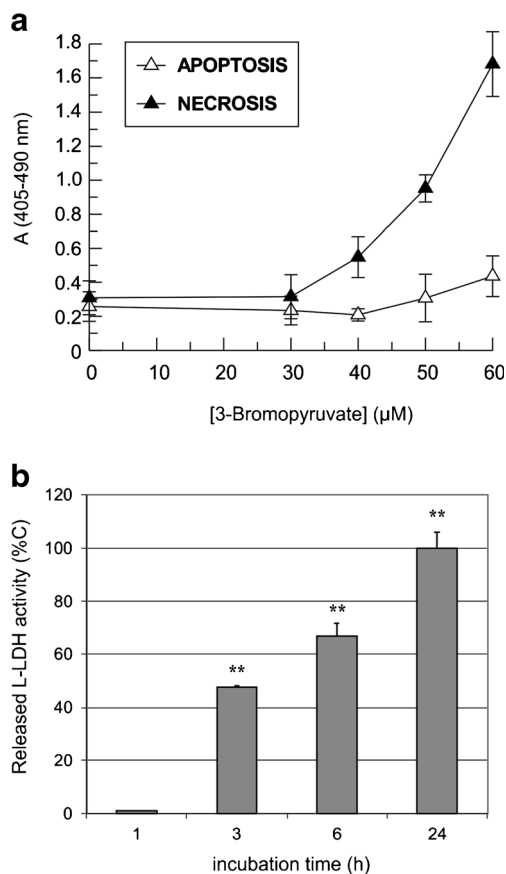 a
1.8
1.6
1.4
1.2
1.0
0.8
0.6
0.4
0.2
0
A (405-490 nm)
APOPTOSIS
NECROSIS
0 10 20 30 40 50 60
[3-Bromopyruvate] (µM)
b
120
100
80
60
40
20
0
Released L-LDH activity (%C)
**
**
**
1 3 6 24
incubation time (h)